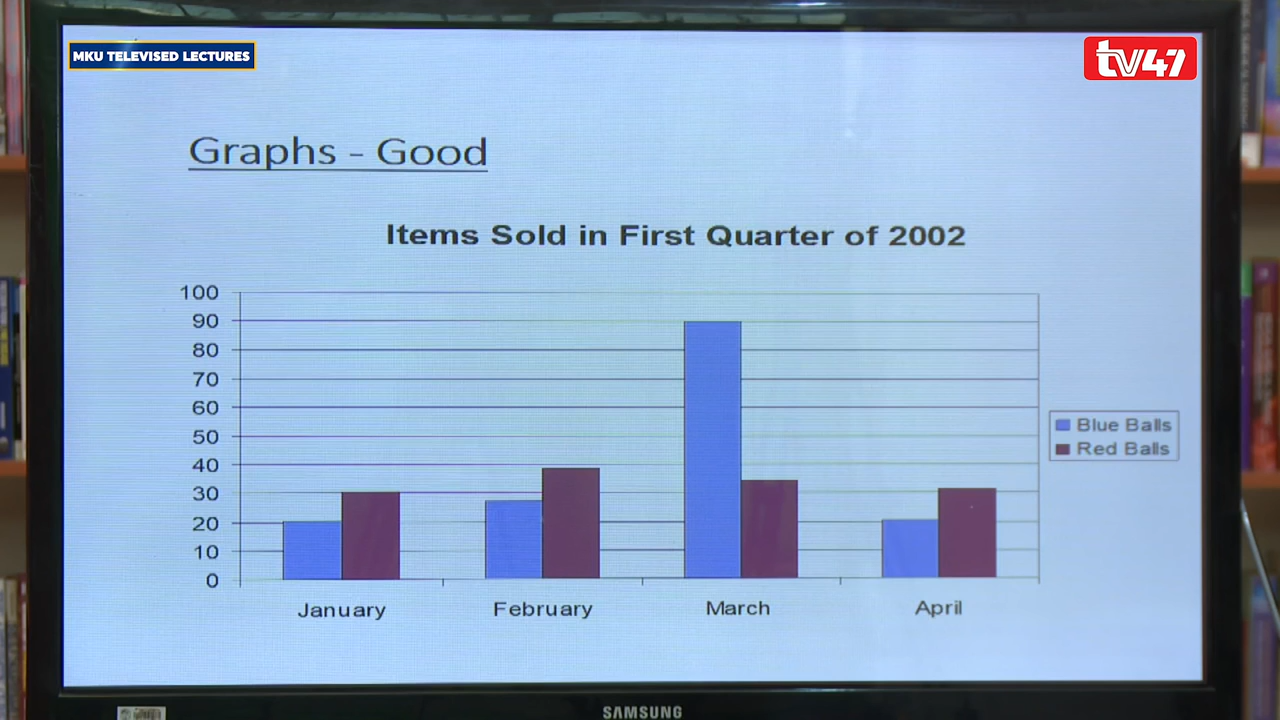 MKU TELEVISED LECTURES
tv47
Graphs - Good
Items Sold in First Quarter of 2002
100
90
80
70
60
50
40
30
20
10
0
Blue Balls
Red Balls
January February March April
SAMSUNG